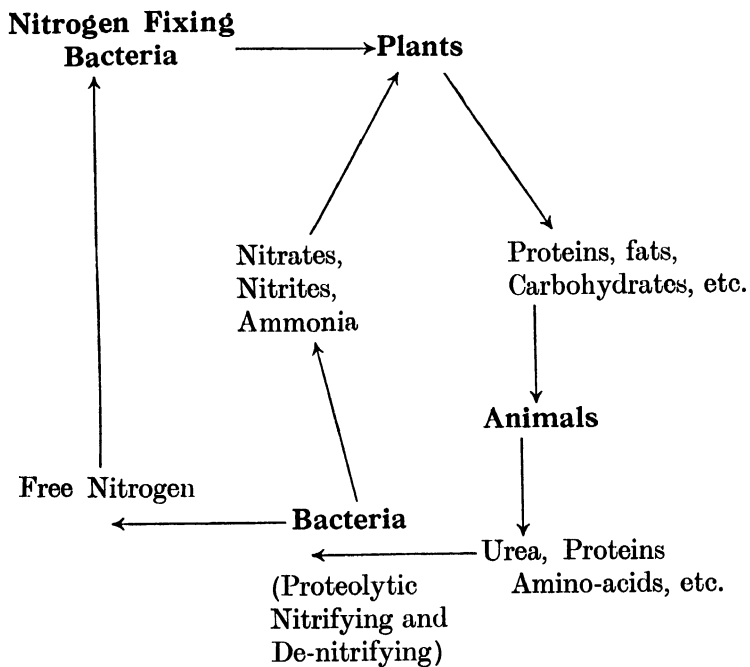 Nitrogen Fixing
Bacteria
Plants
Nitrates,
Nitrites,
Ammonia
Proteins, fats,
Carbohydrates, etc.
Animals
Free Nitrogen
Bacteria
Urea, Proteins
Amino-acids, etc.
(Proteolytic
Nitrifying and
De-nitrifying)